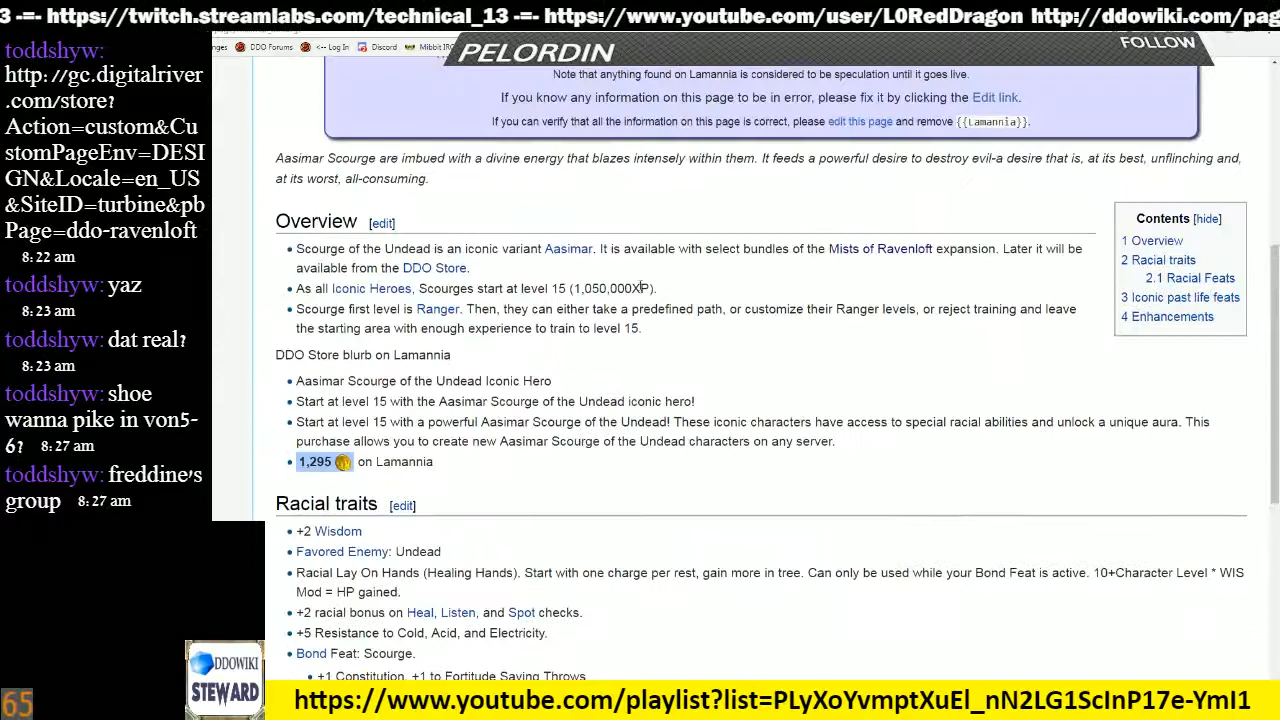 3 -=- https://twitch.streamlabs.com/technical_13 -=- https://www.youtube.com/user/L0RedDragon http://ddowiki.com/pag
DDO Forums <-- Log In Discord Mibbit
PELORDIN
FOLLOW
toddshyw:
http://gc.digitalriver
.com/store?
Action=custom&Cu
stomPageEnv=DESI
GN&Locale=en_US
&SiteID=turbine&pb
Page=ddo-ravenloft
8:22 am
toddshyw: yaz
8:23 am
toddshyw: dat real?
8:23 am
toddshyw: shoe
wanna pike in von5-
6? 8:27 am
toddshyw: freddine's
group 8:27 am
Note that anything found on Lamannia is considered to be speculation until it goes live.
If you know any information on this page to be in error, please fix it by clicking the Edit link.
If you can verify that all the information on this page is correct, please edit this page and remove {{Lamannia}}.
Aasimar Scourge are imbued with a divine energy that blazes intensely within them. It feeds a powerful desire to destroy evil-a desire that is, at its best, unflinching and,
at its worst, all-consuming.
Overview [edit]
Scourge of the Undead is an iconic variant Aasimar. It is available with select bundles of the Mists of Ravenloft expansion. Later it will be
available from the DDO Store.
As all Iconic Heroes, Scourges start at level 15 (1,050,000XP).
Scourge first level is Ranger. Then, they can either take a predefined path, or customize their Ranger levels, or reject training and leave
the starting area with enough experience to train to level 15.
Contents [hide]
1 Overview
2 Racial traits
2.1 Racial Feats
3 Iconic past life feats
4 Enhancements
DDO Store blurb on Lamannia
Aasimar Scourge of the Undead Iconic Hero
Start at level 15 with the Aasimar Scourge of the Undead iconic hero!
Start at level 15 with a powerful Aasimar Scourge of the Undead! These iconic characters have access to special racial abilities and unlock a unique aura. This
purchase allows you to create new Aasimar Scourge of the Undead characters on any server.
1,295 on Lamannia
Racial traits [edit]
+2 Wisdom
Favored Enemy: Undead
Racial Lay On Hands (Healing Hands). Start with one charge per rest, gain more in tree. Can only be used while your Bond Feat is active. 10+Character Level * WIS
Mod = HP gained.
+2 racial bonus on Heal, Listen, and Spot checks.
+5 Resistance to Cold, Acid, and Electricity.
Bond Feat: Scourge.
+1 Constitution, +1 to Fortitude Saving Throws
DDOWIKI
STEWARD
65
https://www.youtube.com/playlist?list=PLyXoYvmptXuEl_nN2LG1ScInP17e-YmI1